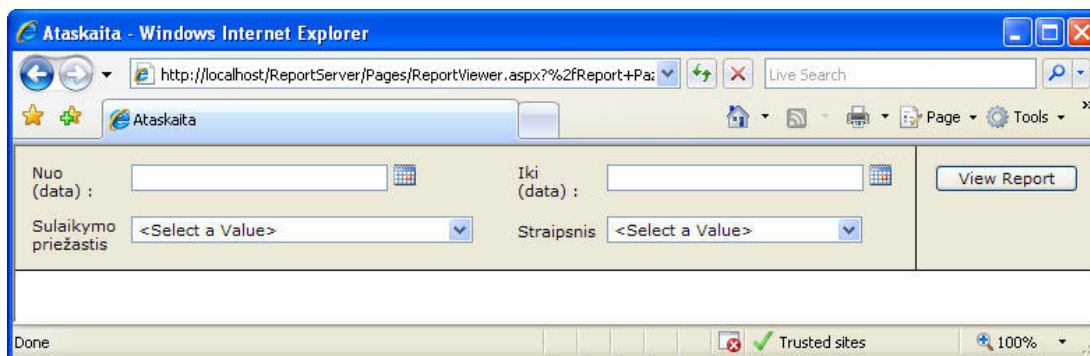 Ataskaita - Windows Internet Explorer
http://localhost/ReportServer/Pages/ReportViewer.aspx?%2fReport+Pa
Live Search
Ataskaita
Page
Tools
»
Nuo (data) :
Iki (data) :
View Report
Sulaikymo priežastis
<Select a Value>
Straipsnis
<Select a Value>
Done
Trusted sites
100%